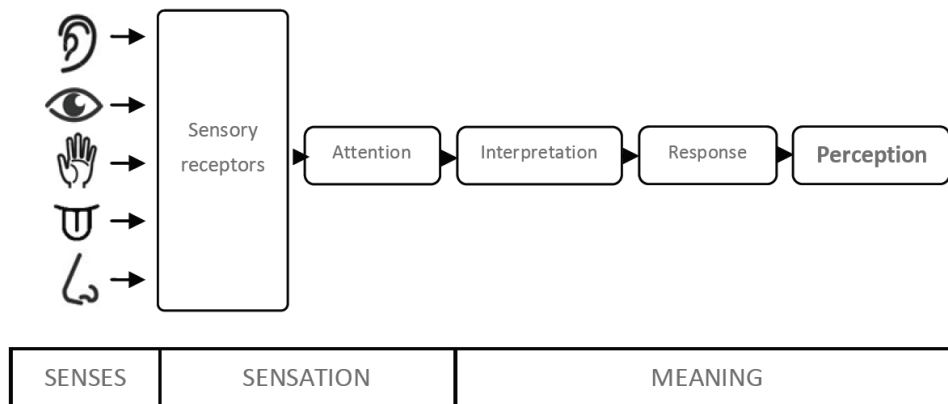 Sensory
receptors
Attention
Interpretation
Response
Perception
SENSES
SENSATION
MEANING